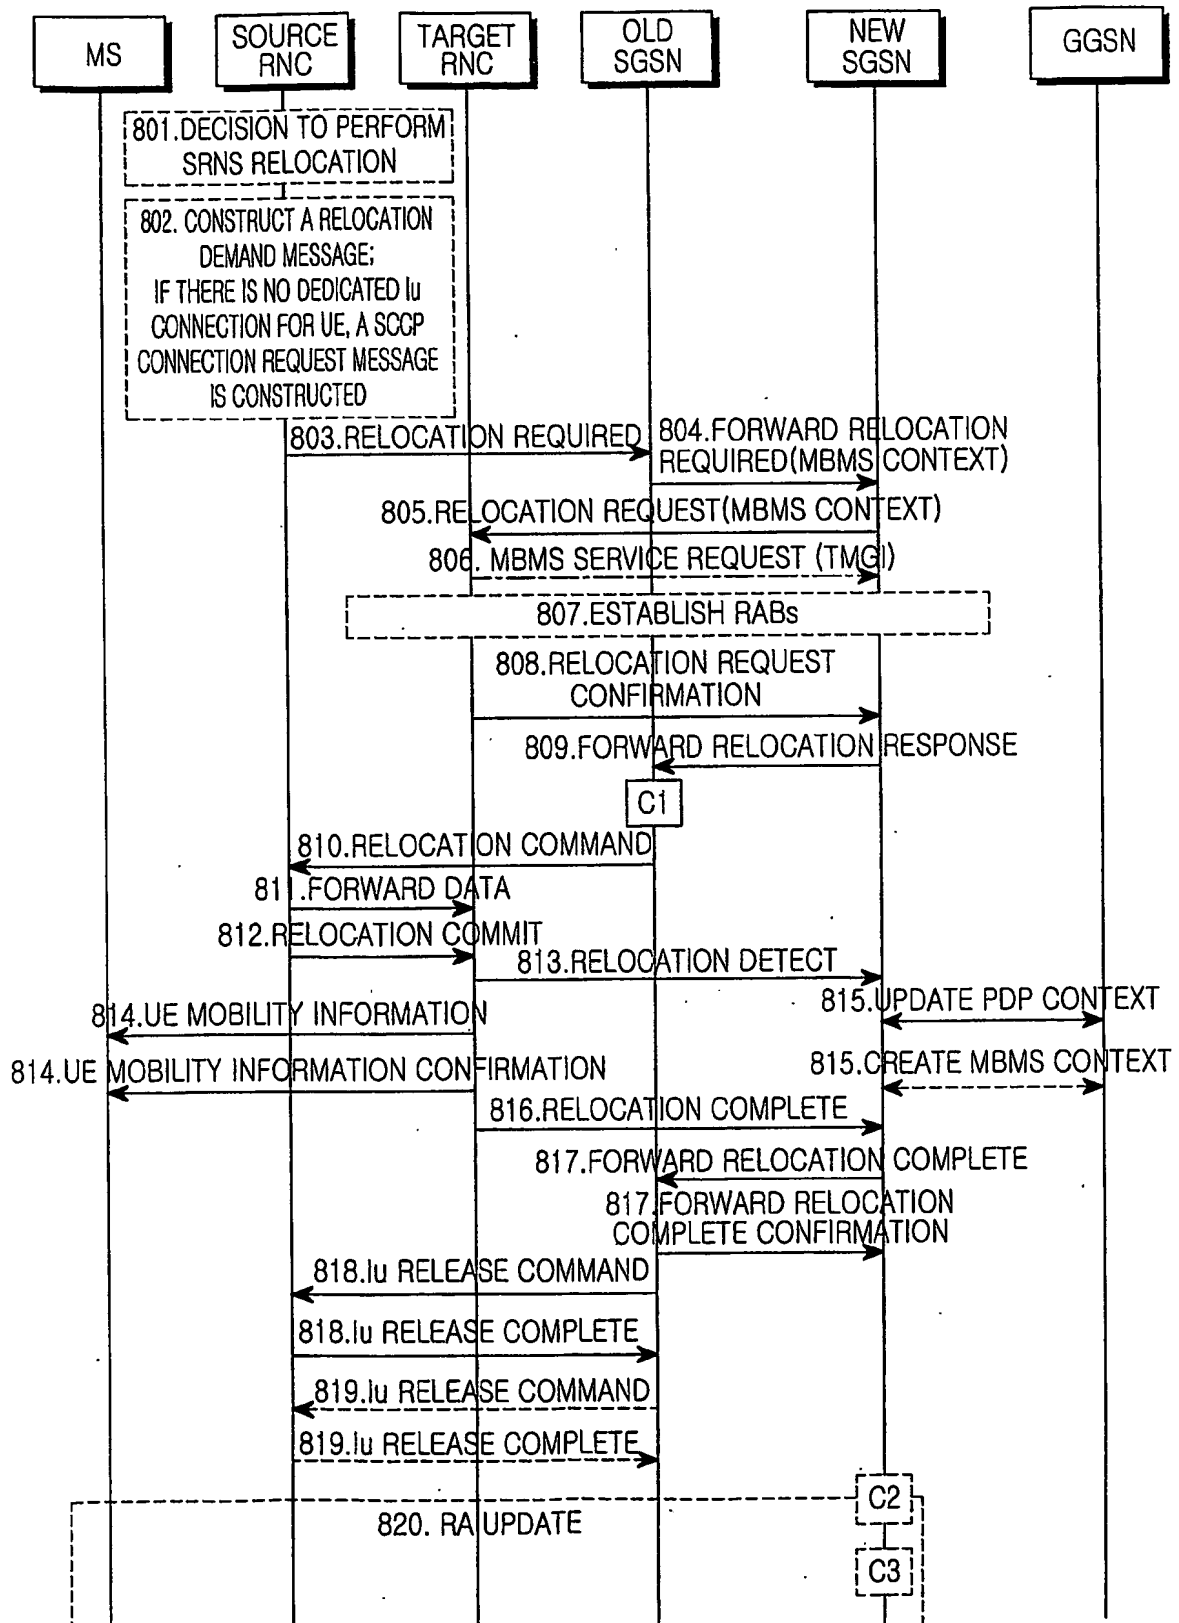 MS
SOURCE
RNC
TARGET
RNC
OLD
SGSN
NEW
SGSN
GGSN
801.DECISION TO PERFORM
SRNS RELOCATION
802. CONSTRUCT A RELOCATION
DEMAND MESSAGE;
IF THERE IS NO DEDICATED Iu
CONNECTION FOR UE, A SCCP
CONNECTION REQUEST MESSAGE
IS CONSTRUCTED
803.RELOCATION REQUIRED
804.FORWARD RELOCATION
REQUIRED(MBMS CONTEXT)
805.RELOCATION REQUEST(MBMS CONTEXT)
806. MBMS SERVICE REQUEST (TMGI)
807.ESTABLISH RABs
808.RELOCATION REQUEST
CONFIRMATION
809.FORWARD RELOCATION RESPONSE
C1
810.RELOCATION COMMAND
811.FORWARD DATA
812.RELOCATION COMMIT
813.RELOCATION DETECT
815.UPDATE PDP CONTEXT
814.UE MOBILITY INFORMATION
815.CREATE MBMS CONTEXT
814.UE MOBILITY INFORMATION CONFIRMATION
816.RELOCATION COMPLETE
817.FORWARD RELOCATION COMPLETE
817.FORWARD RELOCATION
COMPLETE CONFIRMATION
818.Iu RELEASE COMMAND
818.Iu RELEASE COMPLETE
819.Iu RELEASE COMMAND
819.Iu RELEASE COMPLETE
C2
820. RA UPDATE
C3